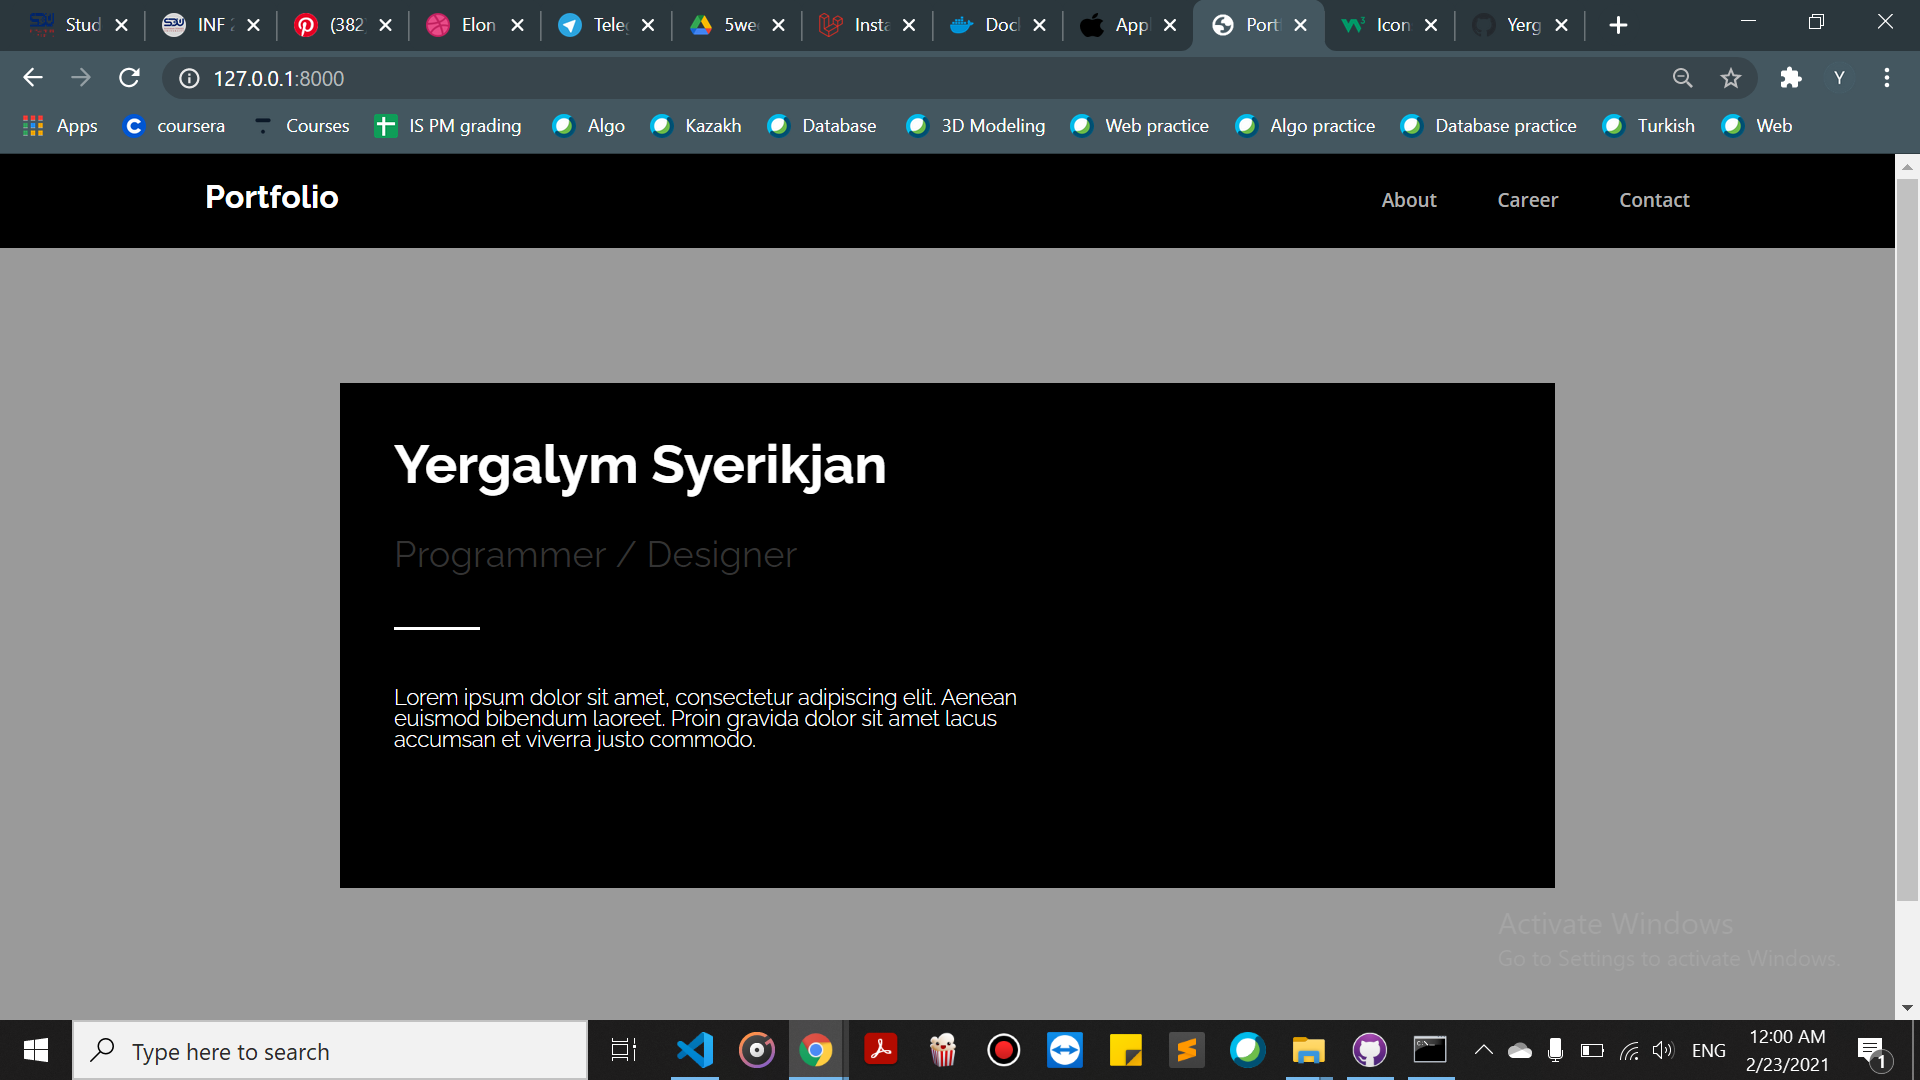 Stud
INF 2
(382
Elon
Tele
5wee
Insta
Docl
Appl
Portf
Icon
Yerg
127.0.0.1:8000
Y
Apps
coursera
Courses
IS PM grading
Algo
Kazakh
Database
3D Modeling
Web practice
Algo practice
Database practice
Turkish
Web
Portfolio
About
Career
Contact
Yergalym Syerikjan
Programmer / Designer
Lorem ipsum dolor sit amet, consectetur adipiscing elit. Aenean
euismod bibendum laoreet. Proin gravida dolor sit amet lacus
accumsan et viverra justo commodo.
Activate Windows
Go to Settings to activate Windows.
Type here to search
ENG
12:00 AM
2/23/2021
1